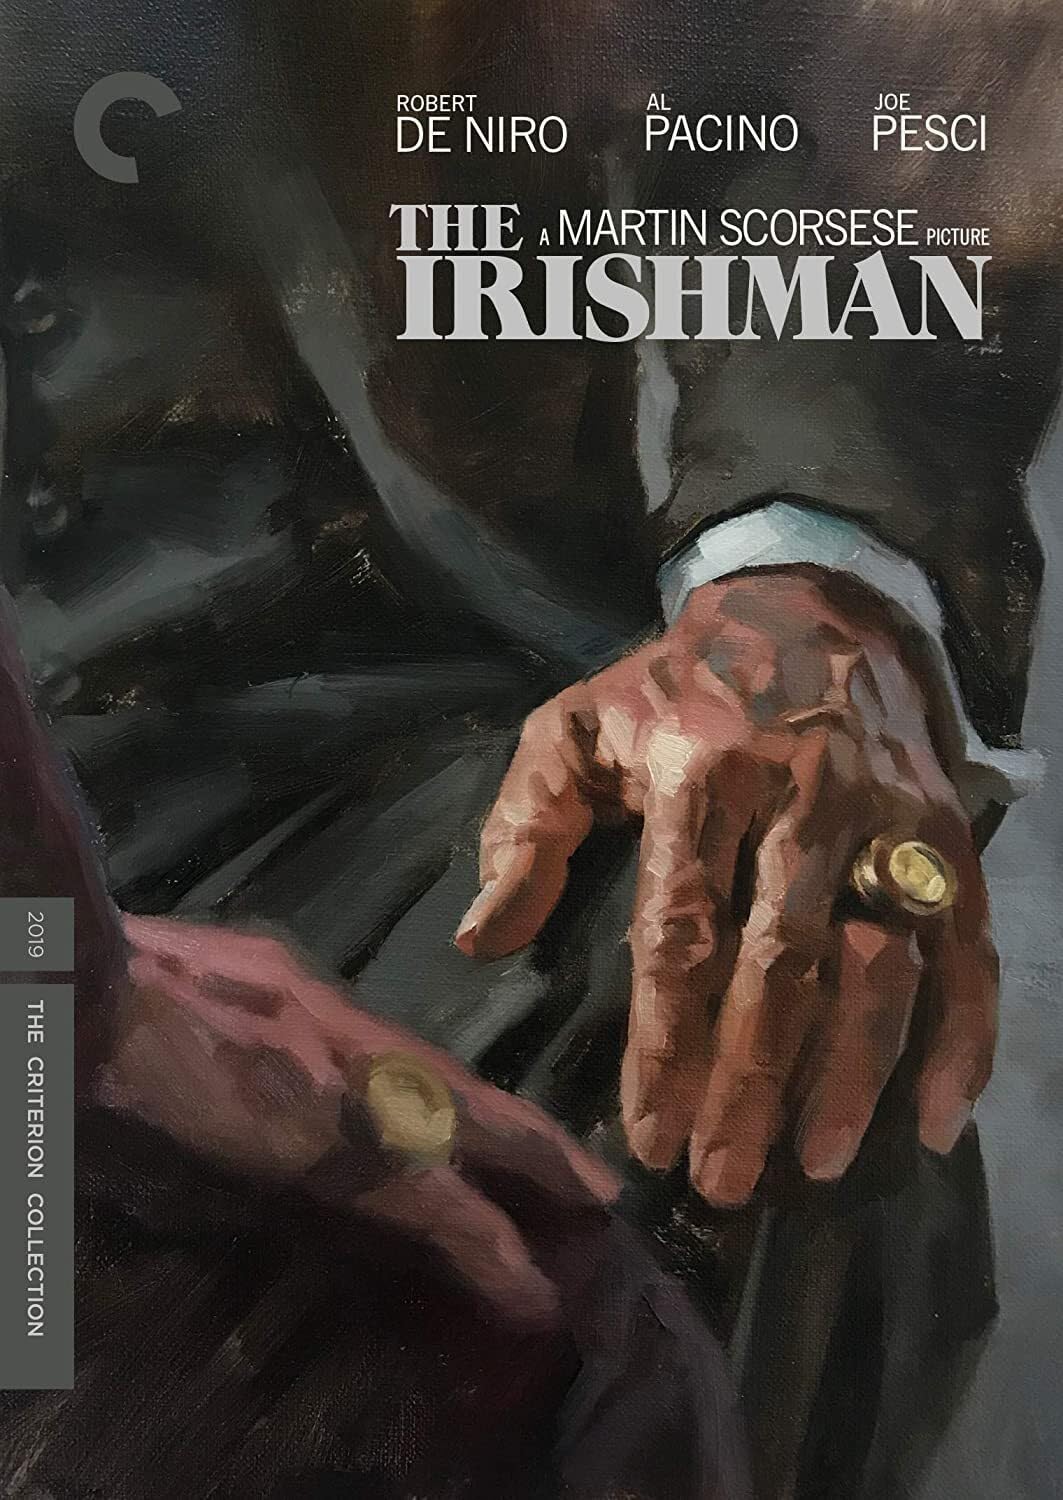 ROBERT
DE NIRO
AL
PACINO
JOE
PESCI
THE
A MARTIN SCORSESE PICTURE
IRISHMAN
2019
THE CRITERION COLLECTION